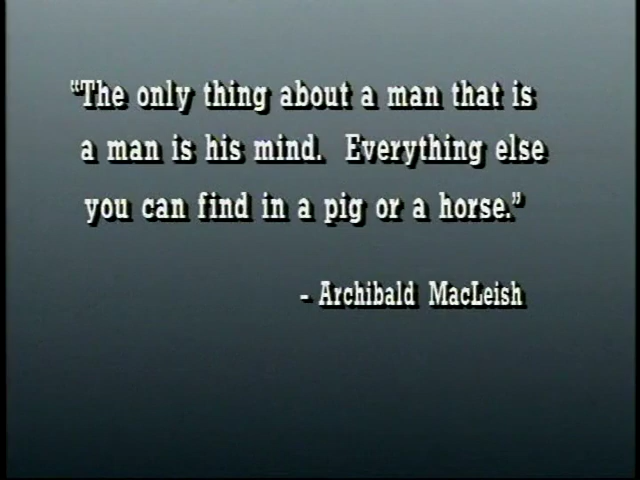 “The only thing about a man that is
a man is his mind. Everything else
you can find in a pig or a horse.”
– Archibald MacLeish